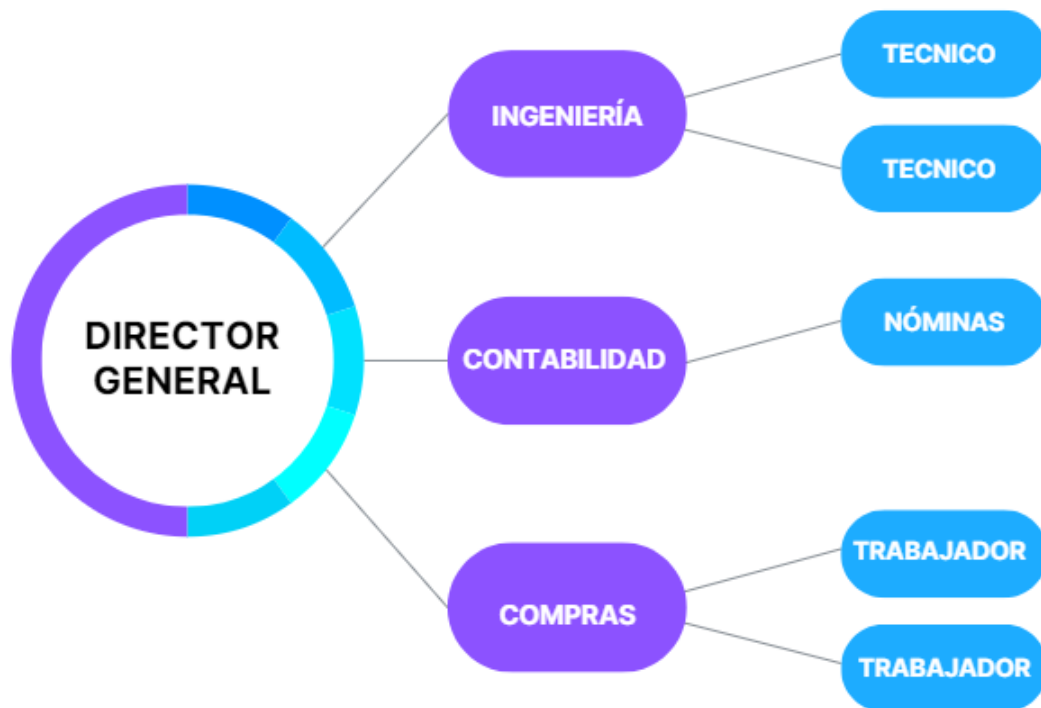 DIRECTOR
GENERAL
INGENIERÍA
TECNICO
TECNICO
CONTABILIDAD
NÓMINAS
COMPRAS
TRABAJADOR
TRABAJADOR